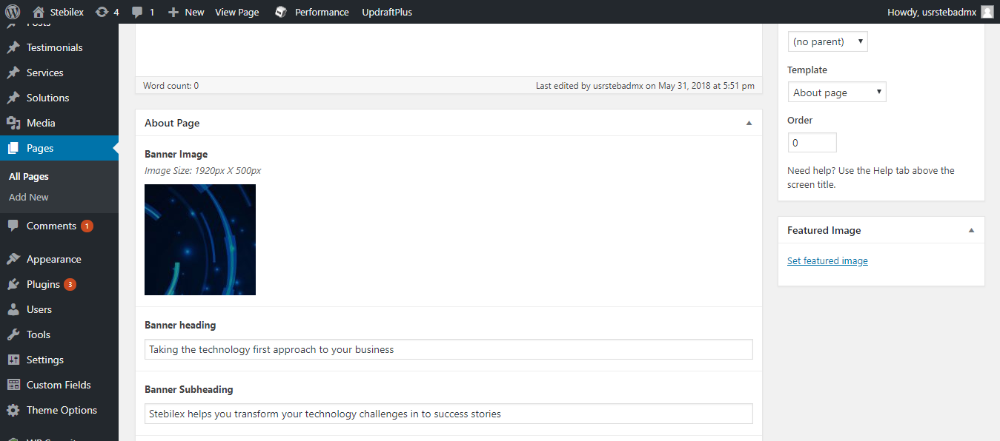 Stebilex 4 1 New View Page Performance UpdraftPlus Howdy, usrstebadmx
Posts
Testimonials
Services
Solutions
Media
Pages
All Pages
Add New
Comments 1
Appearance
Plugins 3
Users
Tools
Settings
Custom Fields
Theme Options
Word count: 0 Last edited by usrstebadmx on May 31, 2018 at 5:51 pm
About Page
Banner Image
Image Size: 1920px X 500px
Banner heading
Taking the technology first approach to your business
Banner Subheading
Stebilex helps you transform your technology challenges in to success stories
(no parent)
Template
About page
Order
0
Need help? Use the Help tab above the
screen title.
Featured Image
Set featured image